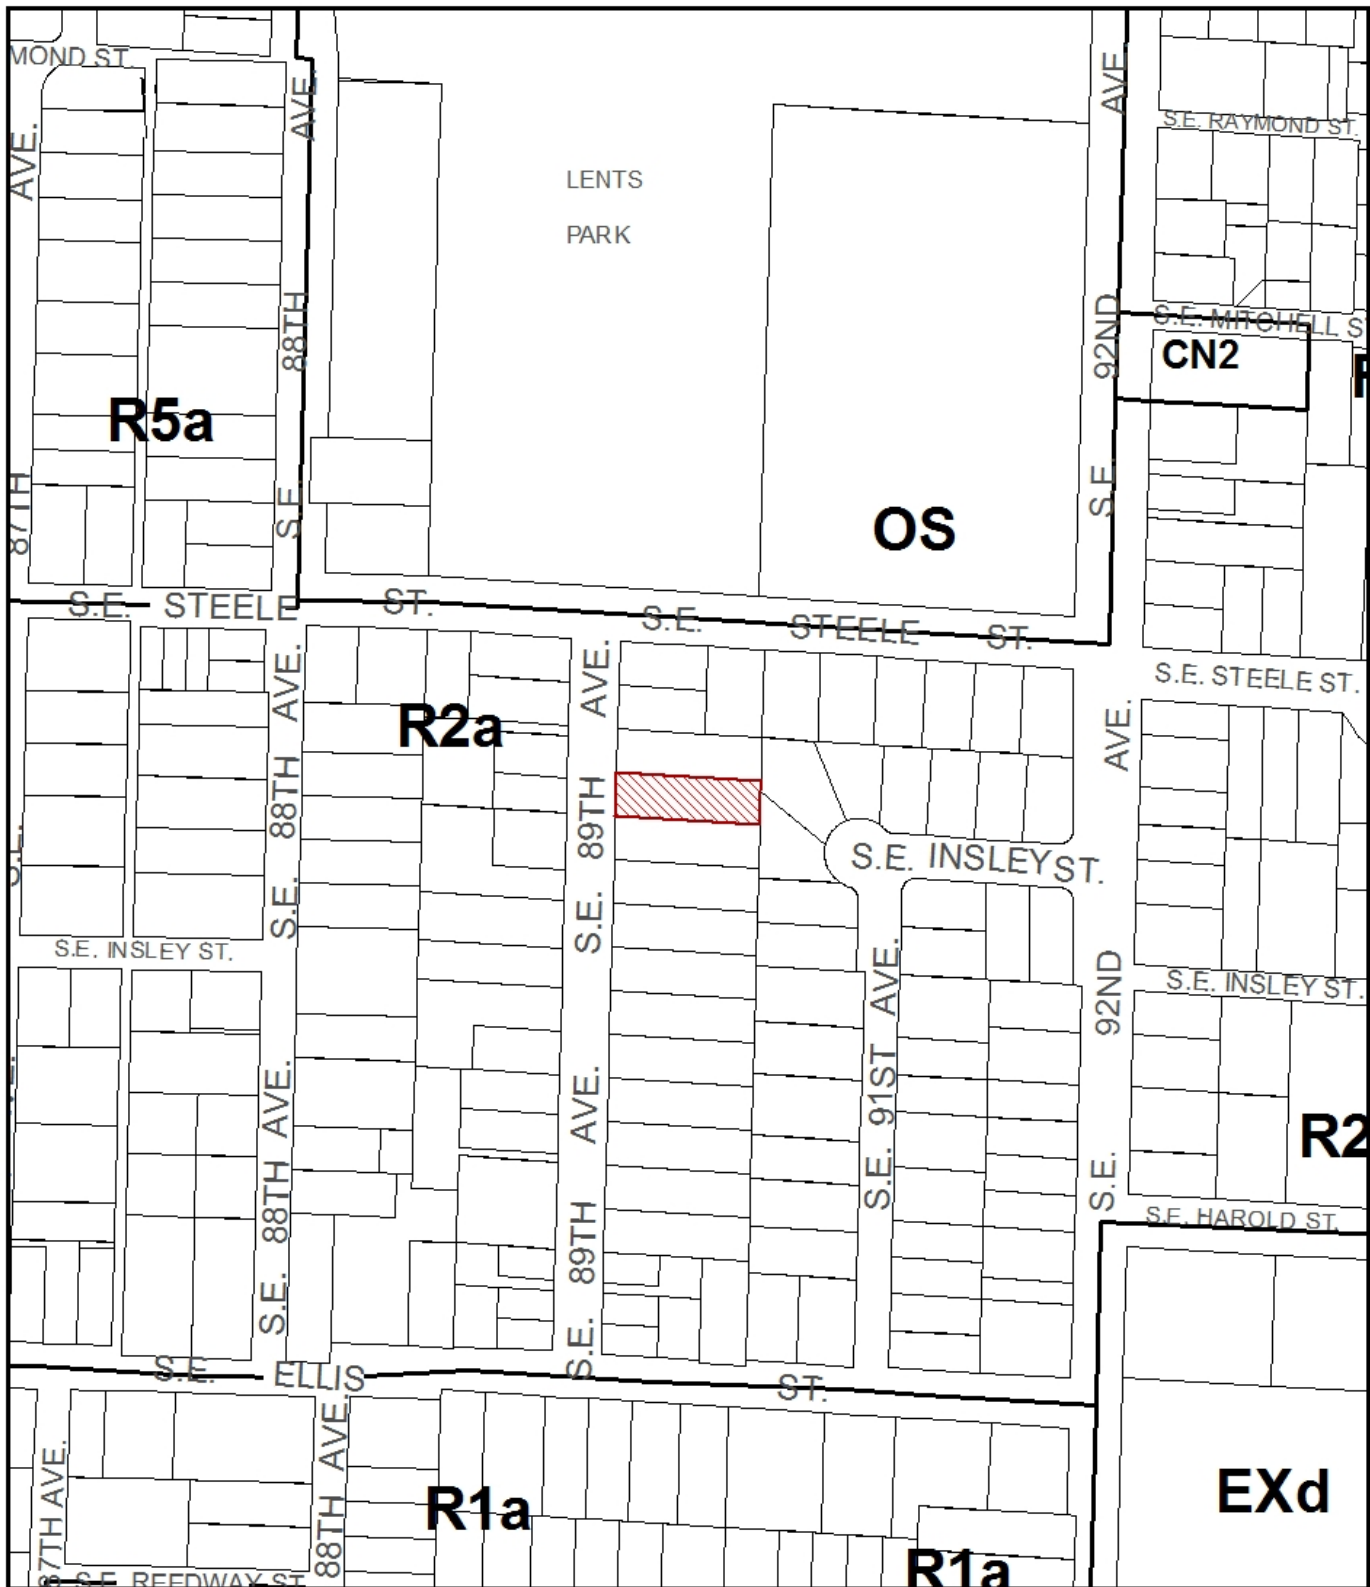 MOND ST.
AVE.
AVE.
AVE.
S.E. RAYMOND ST.
LENTS
PARK
88TH
92ND
S.E. MITCHELL S
CN2
R5a
87TH
S.E.
S.E.
OS
S.E. STEELE ST.
S.E. STEELE ST.
S.E. STEELE ST.
AVE.
AVE.
AVE.
R2a
88TH
89TH
S.E. INSLEY ST.
S.E.
S.E.
S.E. INSLEY ST.
AVE.
92ND
S.E. INSLEY ST.
AVE.
AVE.
91ST
R2
88TH
S.E.
S.E.
S.E. HAROLD ST.
89TH
S.E.
S.E.
S.E. ELLIS ST.
AVE.
87TH AVE.
88TH
R1a
EXd
R1a
S.E. REEDWAY ST.